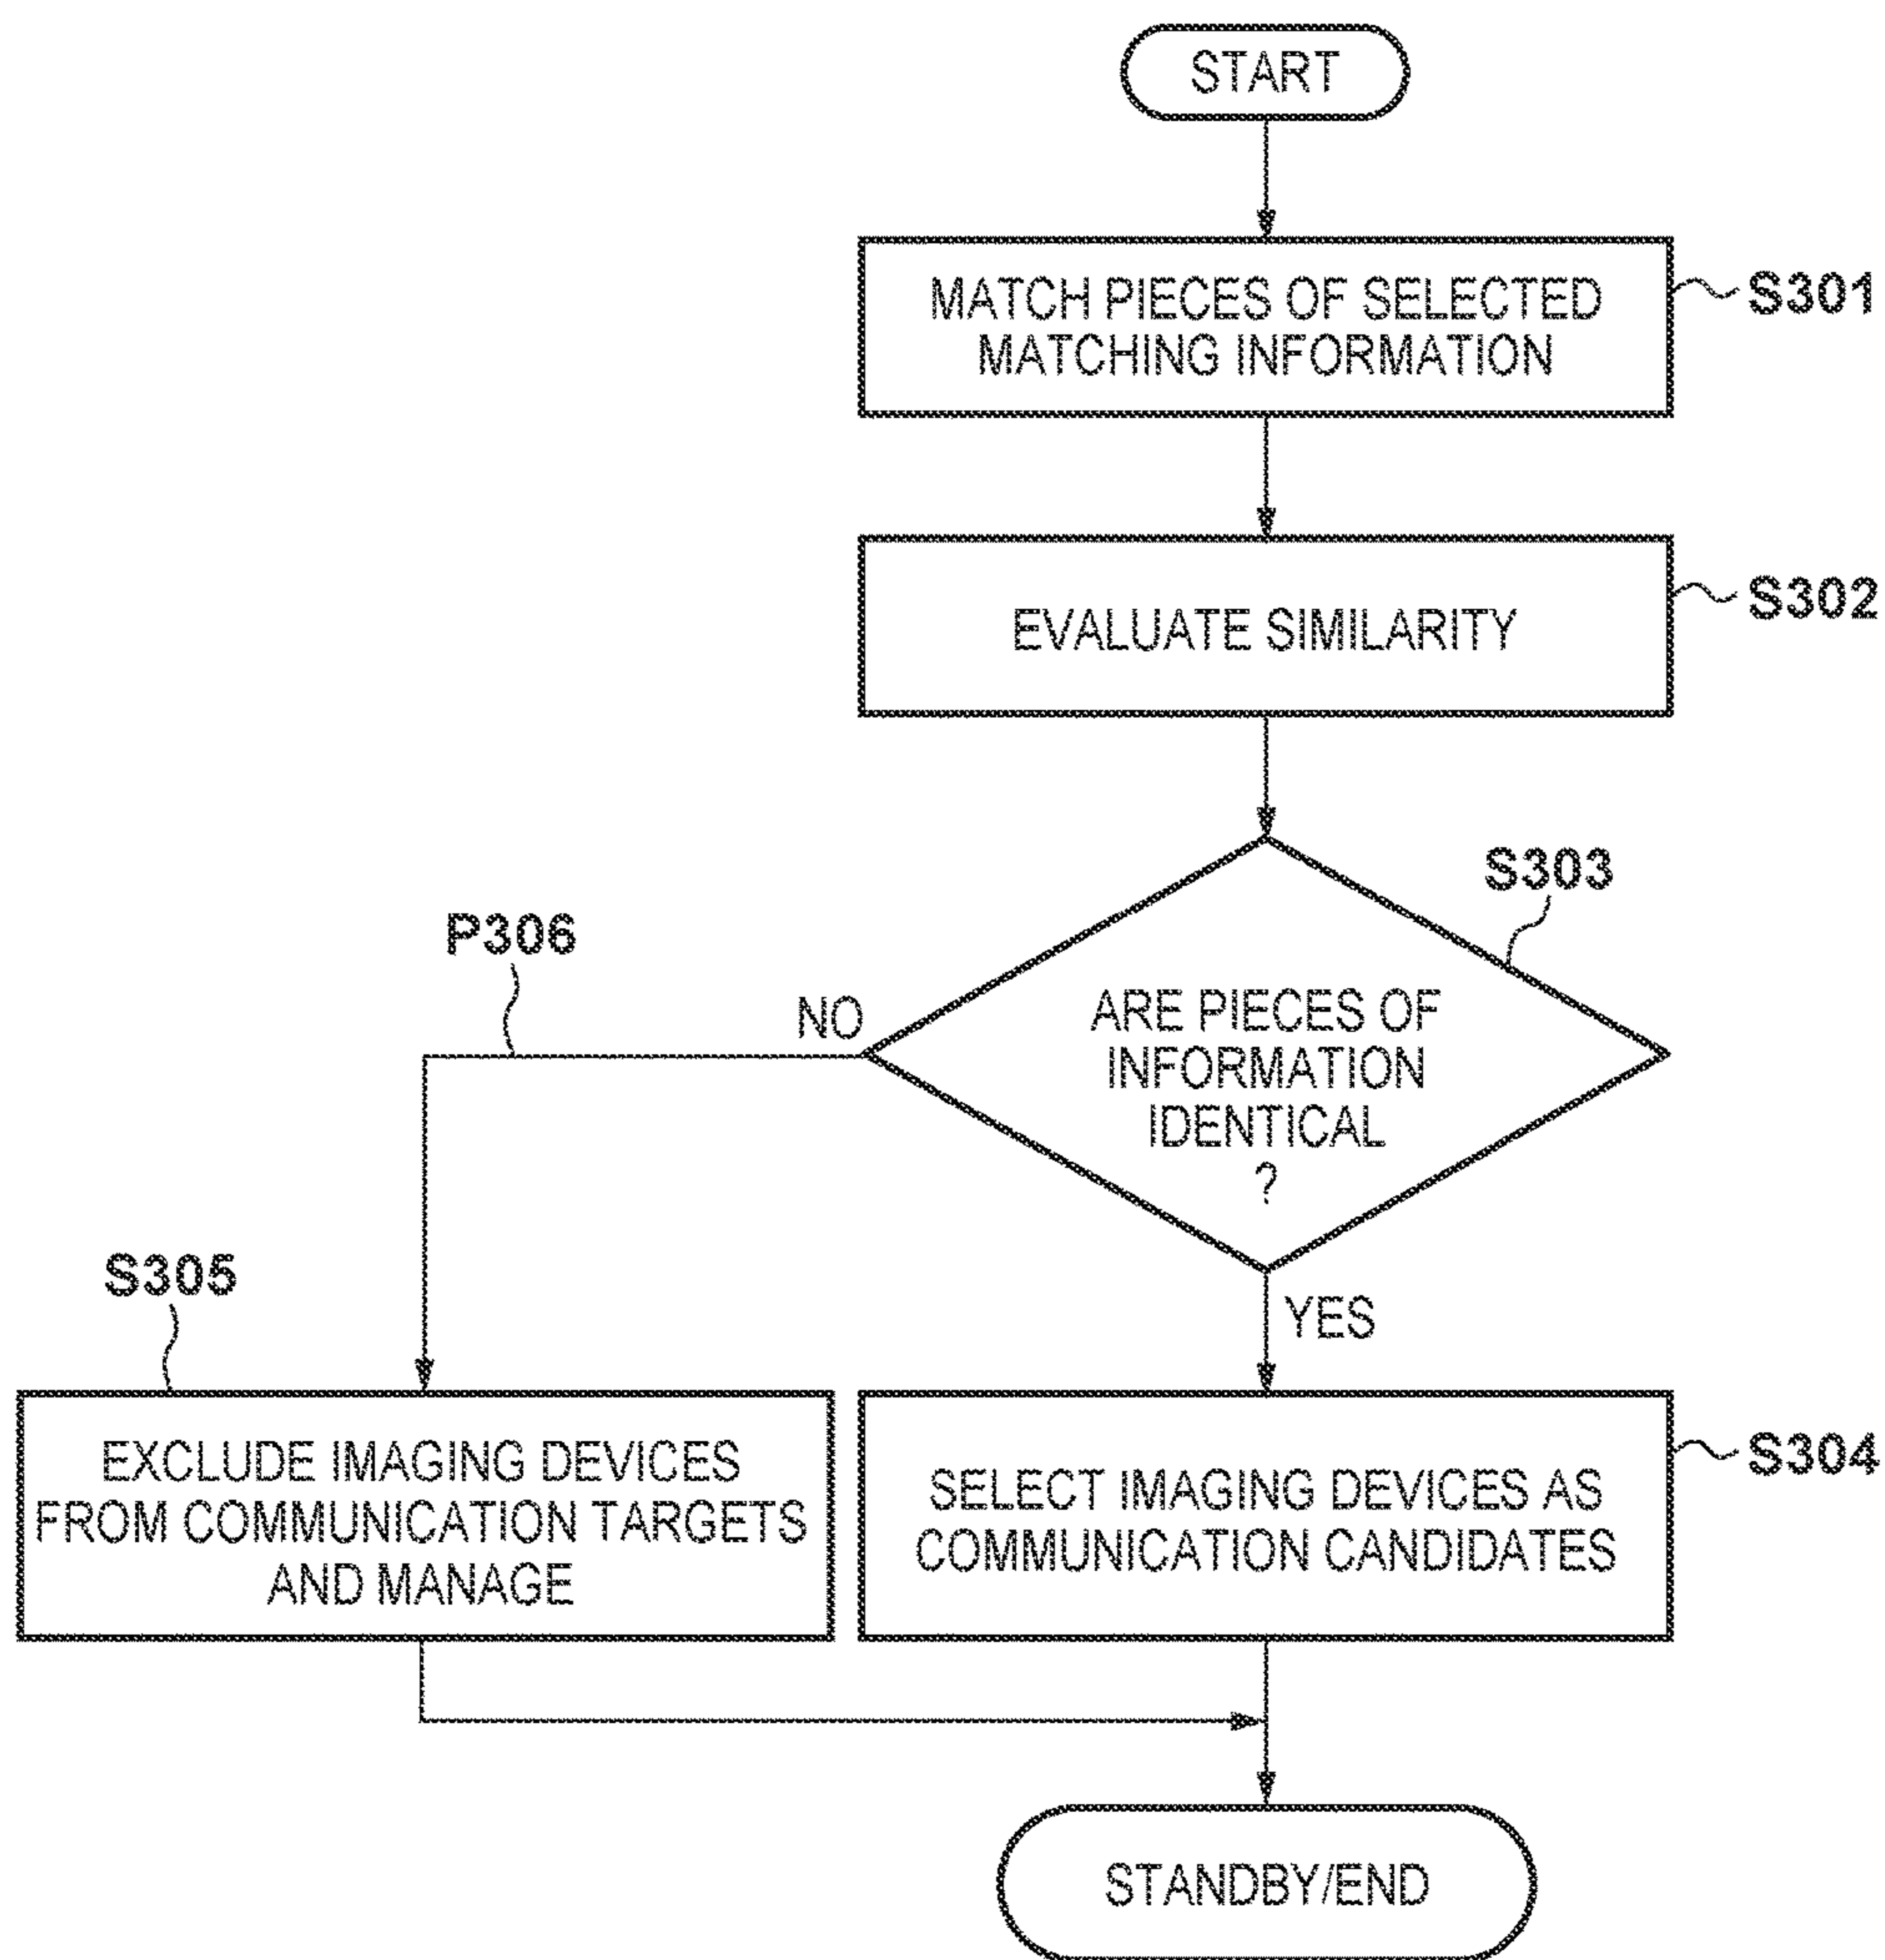 START
MATCH PIECES OF SELECTED
MATCHING INFORMATION
S301
EVALUATE SIMILARITY
S302
S303
ARE PIECES OF
INFORMATION
IDENTICAL
?
NO
P306
YES
S305
EXCLUDE IMAGING DEVICES
FROM COMMUNICATION TARGETS
AND MANAGE
SELECT IMAGING DEVICES AS
COMMUNICATION CANDIDATES
S304
STANDBY/END